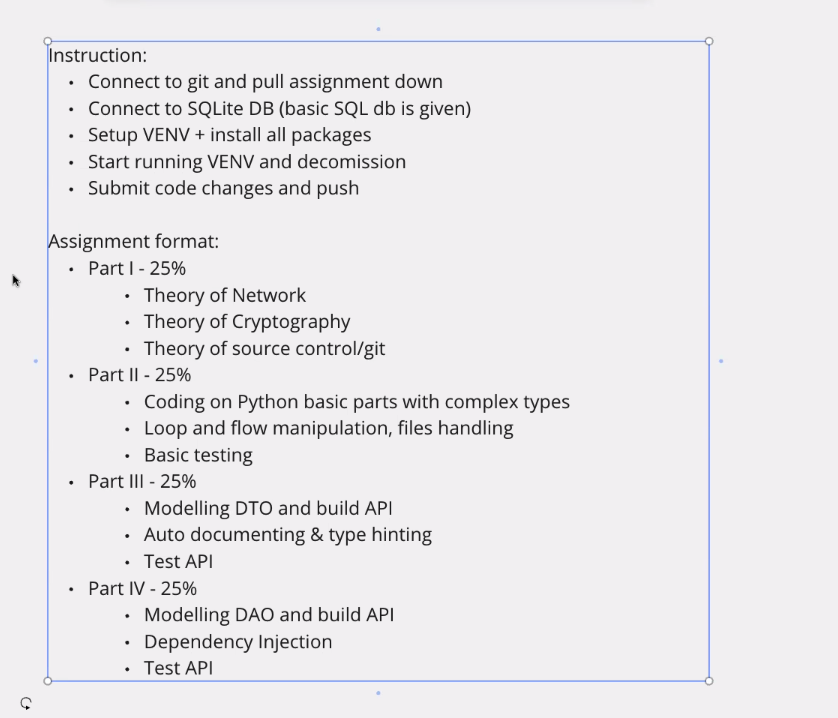 Instruction:
• Connect to git and pull assignment down
• Connect to SQLite DB (basic SQL db is given)
• Setup VENV + install all packages
• Start running VENV and decomission
• Submit code changes and push
Assignment format:
• Part I - 25%
• Theory of Network
• Theory of Cryptography
• Theory of source control/git
• Part II - 25%
• Coding on Python basic parts with complex types
• Loop and flow manipulation, files handling
• Basic testing
• Part III - 25%
• Modelling DTO and build API
• Auto documenting & type hinting
• Test API
• Part IV - 25%
• Modelling DAO and build API
• Dependency Injection
• Test API